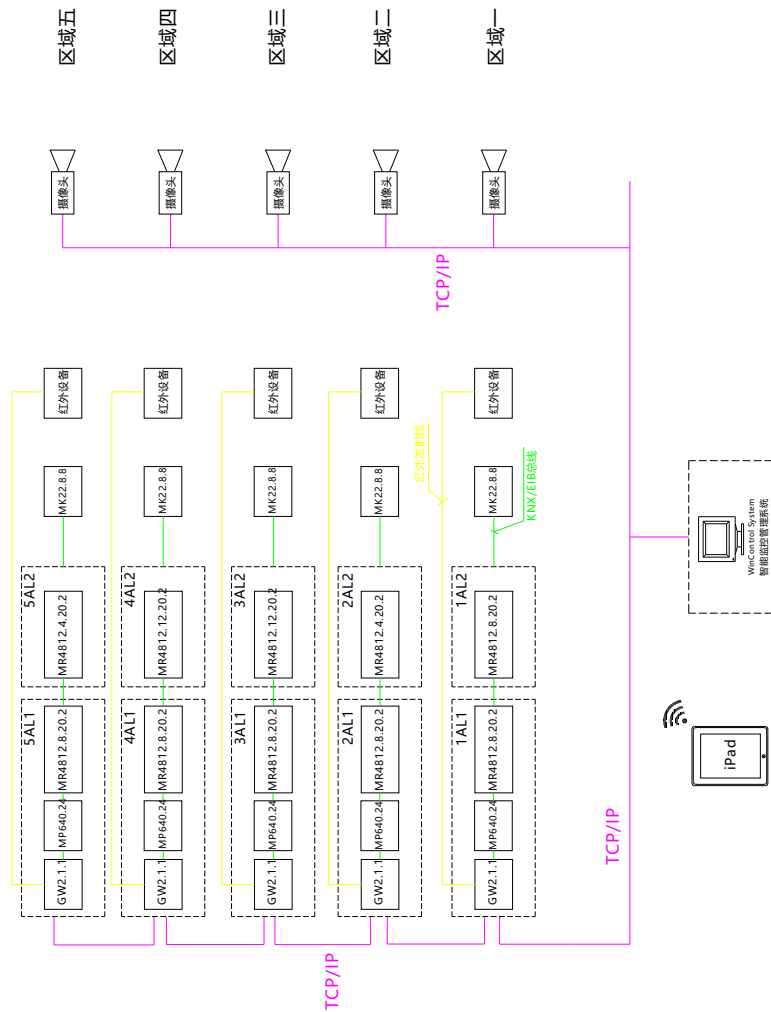 5AL1
5AL2
GW2.1.1
MP640.24
MR4812.8.20.2
MR4812.4.20.2
MK22.8.8
红外设备
摄像头
区域五
4AL1
4AL2
GW2.1.1
MP640.24
MR4812.8.20.2
MR4812.12.20.2
MK22.8.8
红外设备
摄像头
区域四
3AL1
3AL2
GW2.1.1
MP640.24
MR4812.8.20.2
MR4812.12.20.2
MK22.8.8
红外设备
摄像头
区域三
TCP/IP
2AL1
2AL2
GW2.1.1
MP640.24
MR4812.8.20.2
MR4812.4.20.2
MK22.8.8
红外设备
摄像头
区域二
红外发射线
TCP/IP
1AL1
1AL2
GW2.1.1
MP640.24
MR4812.8.20.2
MR4812.8.20.2
MK22.8.8
红外设备
摄像头
区域一
KNX/EIB总线
TCP/IP
iPad
WinControl System
智能监控管理系统